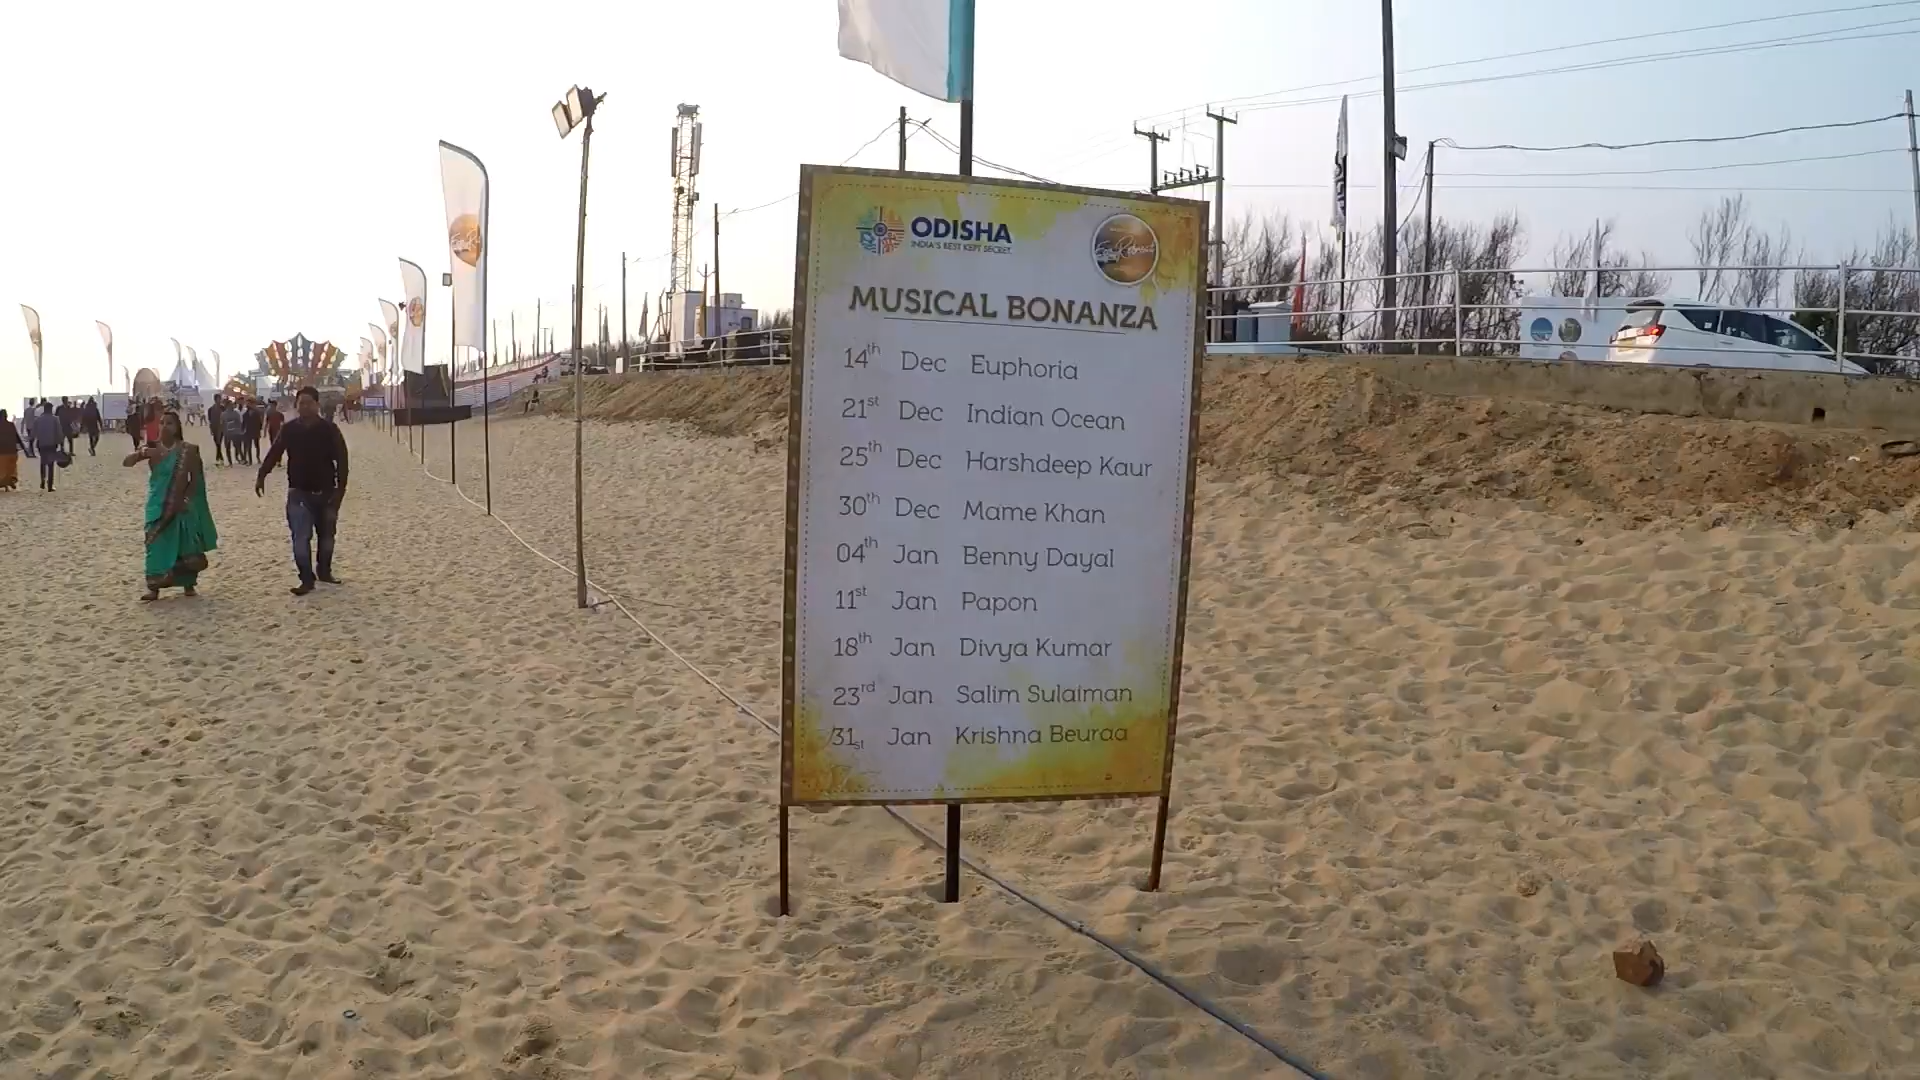 ODISHA
INDIA'S BEST KEPT SECRET
Eco Retreat
MUSICAL BONANZA
14th Dec Euphoria
21st Dec Indian Ocean
25th Dec Harshdeep Kaur
30th Dec Mame Khan
04th Jan Benny Dayal
11st Jan Papon
18th Jan Divya Kumar
23rd Jan Salim Sulaiman
31st Jan Krishna Beuraa